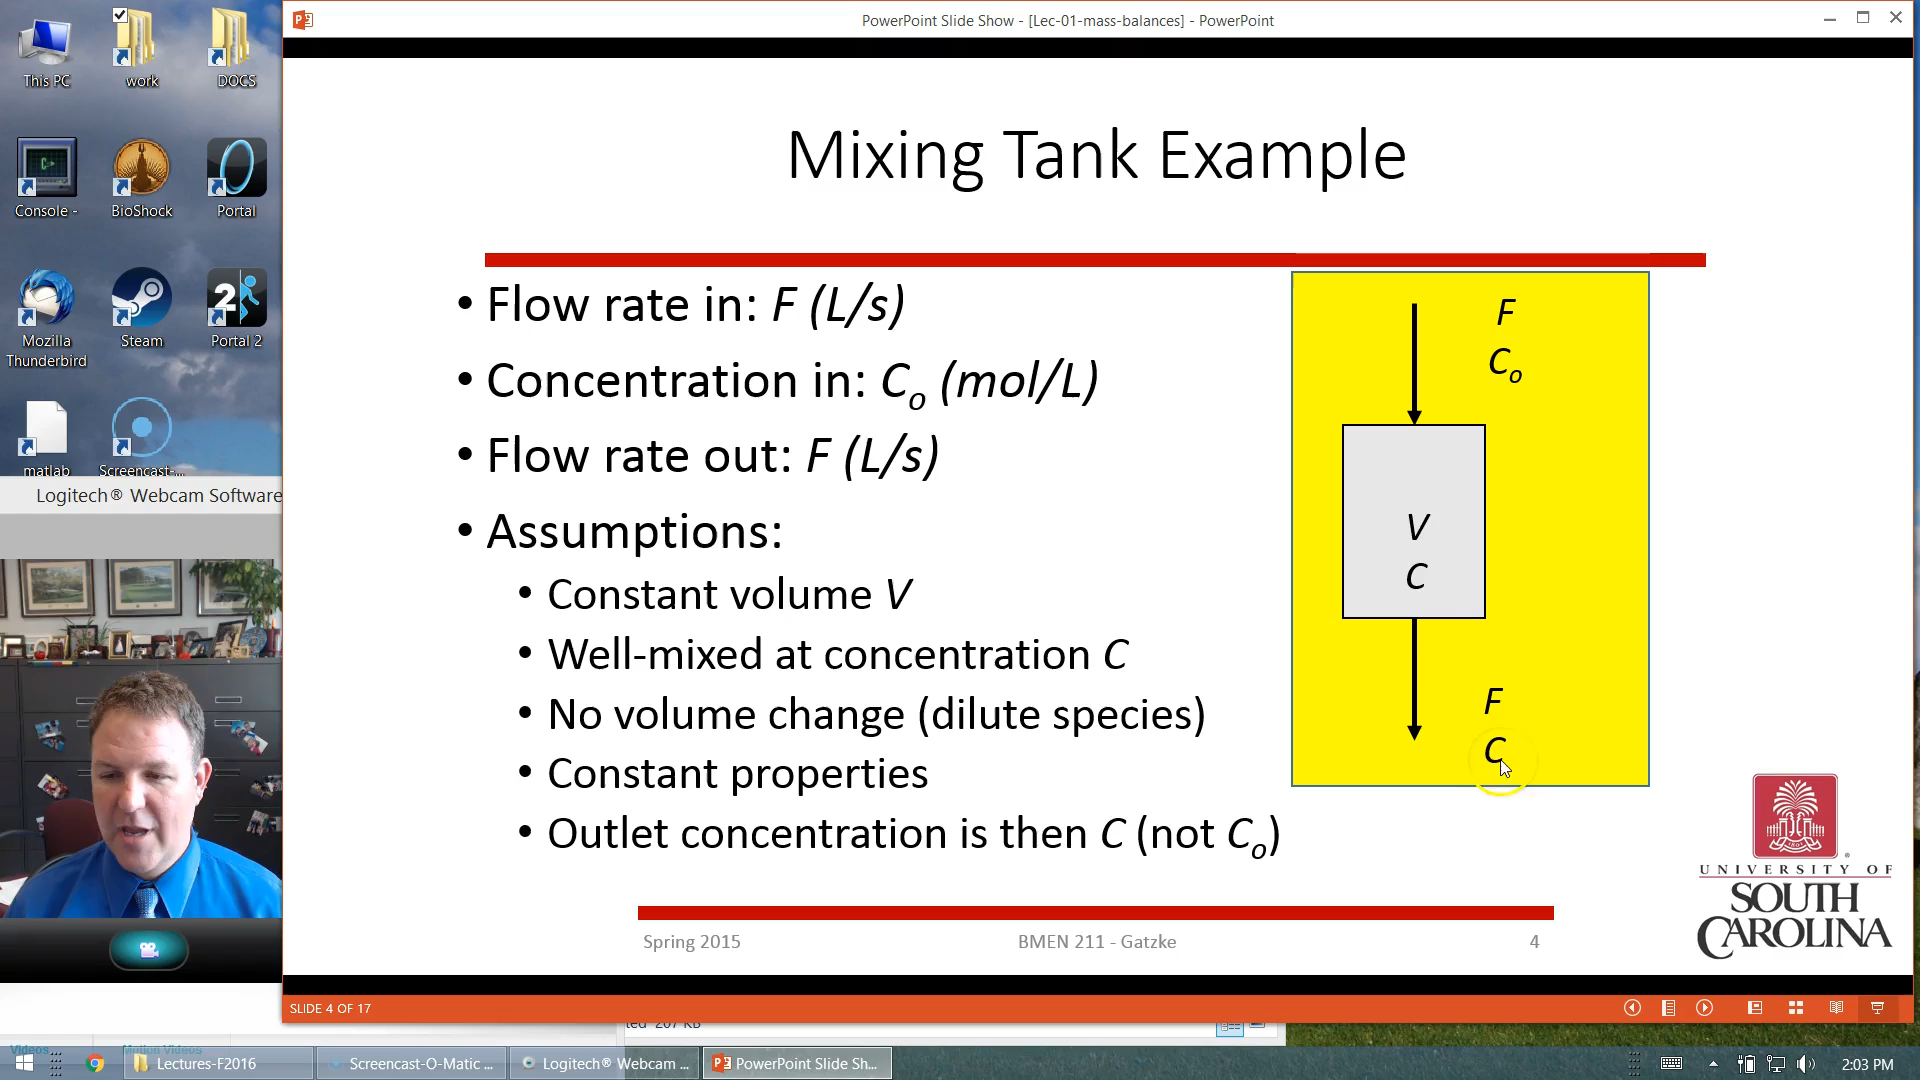 PowerPoint Slide Show - [Lec-01-mass-balances] - PowerPoint
This PC
work
DOCS
Console -
BioShock
Portal
Mozilla Thunderbird
Steam
Portal 2
matlab
Screencast-...
Logitech® Webcam Software
Mixing Tank Example
• Flow rate in: F (L/s)
• Concentration in: Co (mol/L)
• Flow rate out: F (L/s)
• Assumptions:
• Constant volume V
• Well-mixed at concentration C
• No volume change (dilute species)
• Constant properties
• Outlet concentration is then C (not Co)
F
Co
V
C
F
C
UNIVERSITY OF
SOUTH
CAROLINA
Spring 2015
BMEN 211 - Gatzke
4
SLIDE 4 OF 17
Videos
Motion Videos
Lectures-F2016
Screencast-O-Matic ...
Logitech® Webcam ...
PowerPoint Slide Sh...
2:03 PM